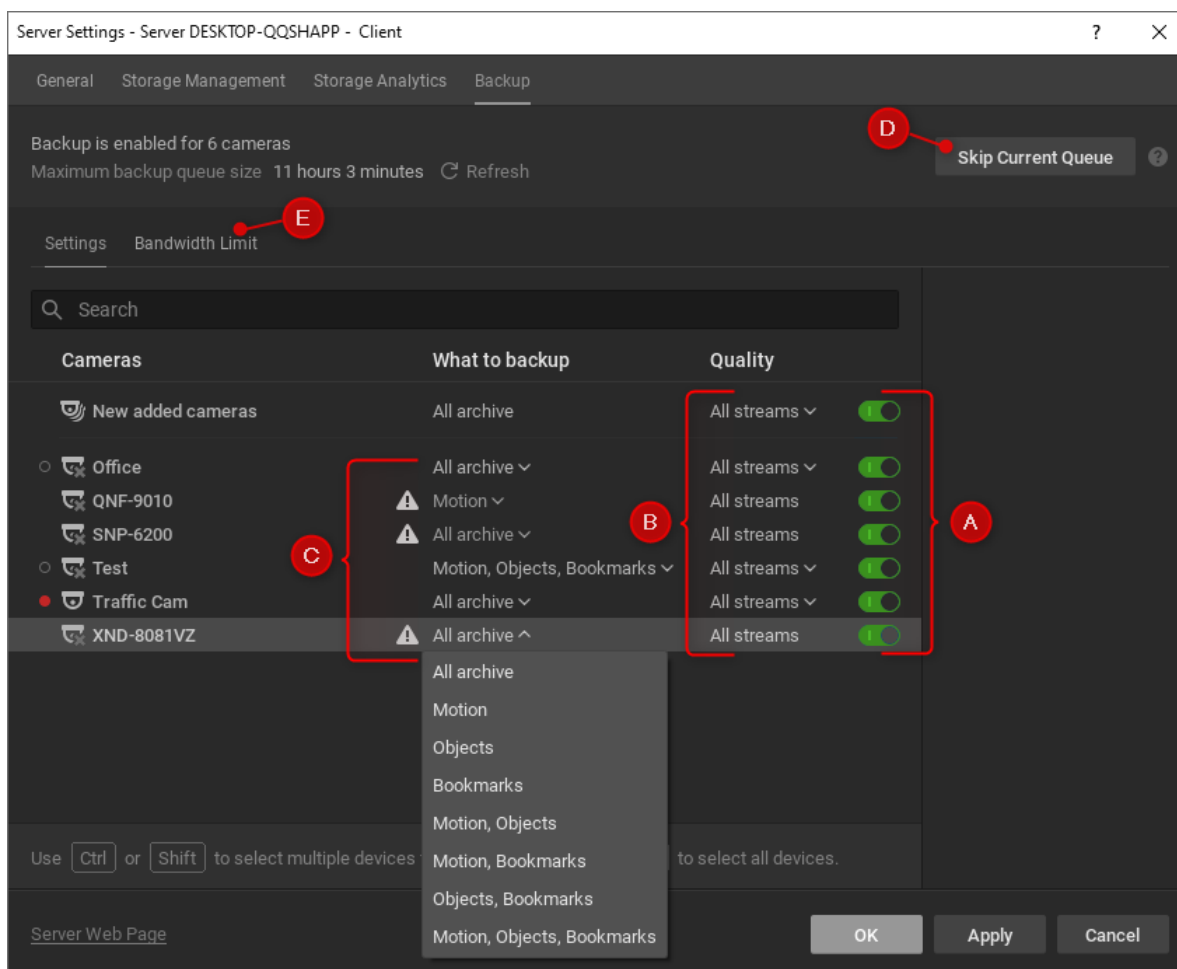 Server Settings - Server DESKTOP-QQSHAPP - Client ?
General Storage Management Storage Analytics Backup
D
Backup is enabled for 6 cameras
Skip Current Queue ?
Maximum backup queue size 11 hours 3 minutes Refresh
E
Settings Bandwidth Limit
Search
Cameras What to backup Quality
New added cameras All archive All streams
Office All archive All streams
QNF-9010 Motion All streams
B A
SNP-6200 All archive All streams
C
Test Motion, Objects, Bookmarks All streams
Traffic Cam All archive All streams
XND-8081VZ All archive All streams
All archive
Motion
Objects
Bookmarks
Motion, Objects
Use Ctrl or Shift to select multiple devices Motion, Bookmarks to select all devices.
Objects, Bookmarks
Server Web Page Motion, Objects, Bookmarks OK Apply Cancel